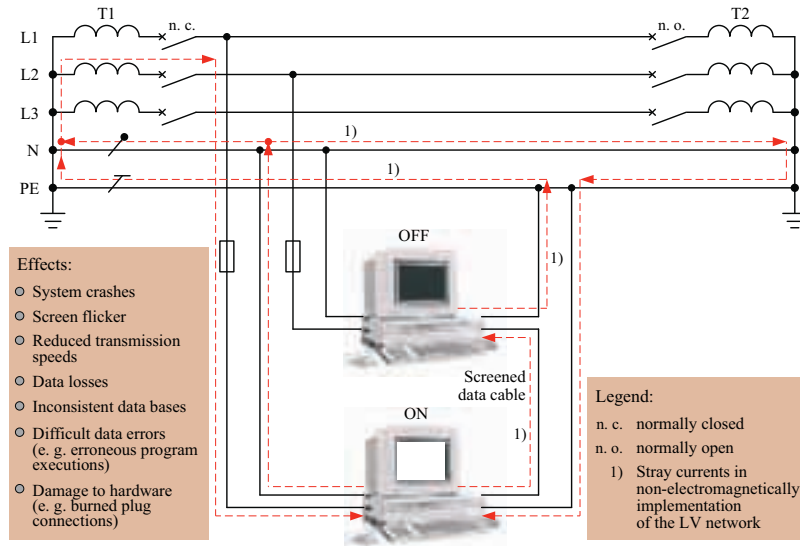 T1
n. c.
n. o.
T2
L1
L2
L3
1)
N
1)
PE
OFF
1)
Effects:
System crashes
Screen flicker
Reduced transmission
speeds
Data losses
Inconsistent data bases
Difficult data errors
(e. g. erroneous program
executions)
Damage to hardware
(e. g. burned plug
connections)
Screened
data cable
ON
1)
Legend:
n. c. normally closed
n. o. normally open
1) Stray currents in
non-electromagnetically
implementation
of the LV network